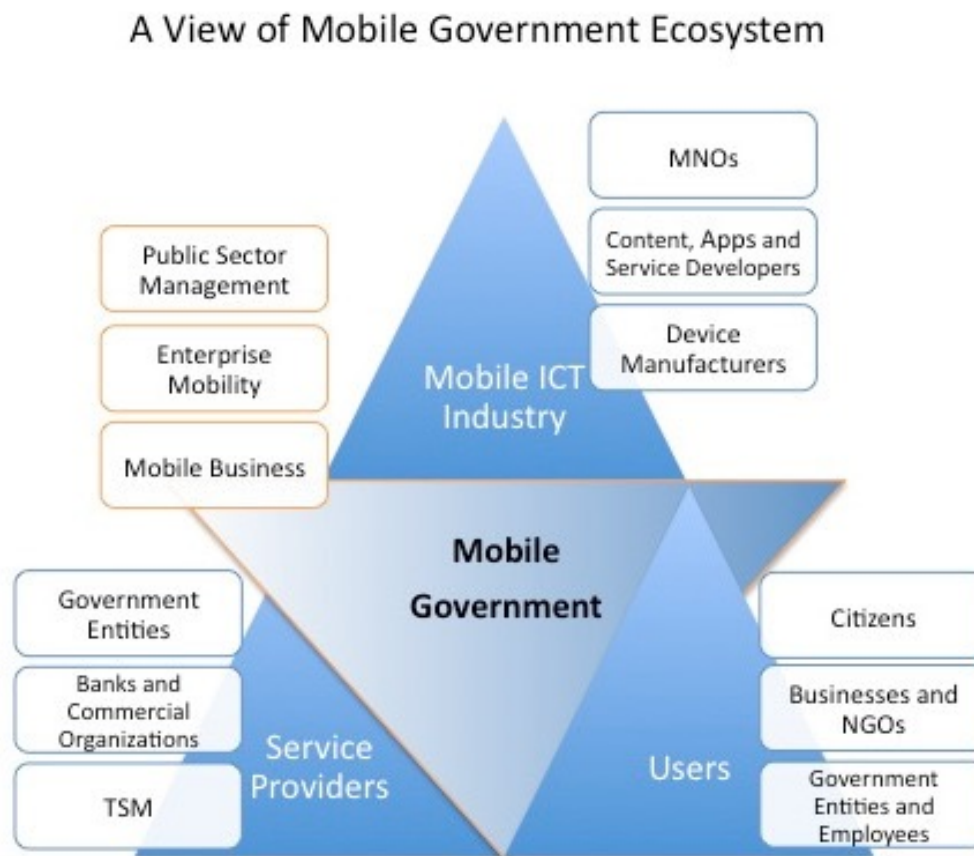 A View of Mobile Government Ecosystem
MNOs
Content, Apps and
Service Developers
Device
Manufacturers
Public Sector
Management
Enterprise
Mobility
Mobile Business
Mobile ICT
Industry
Mobile
Government
Government
Entities
Banks and
Commercial
Organizations
TSM
Service
Providers
Users
Citizens
Businesses and
NGOs
Government
Entities and
Employees